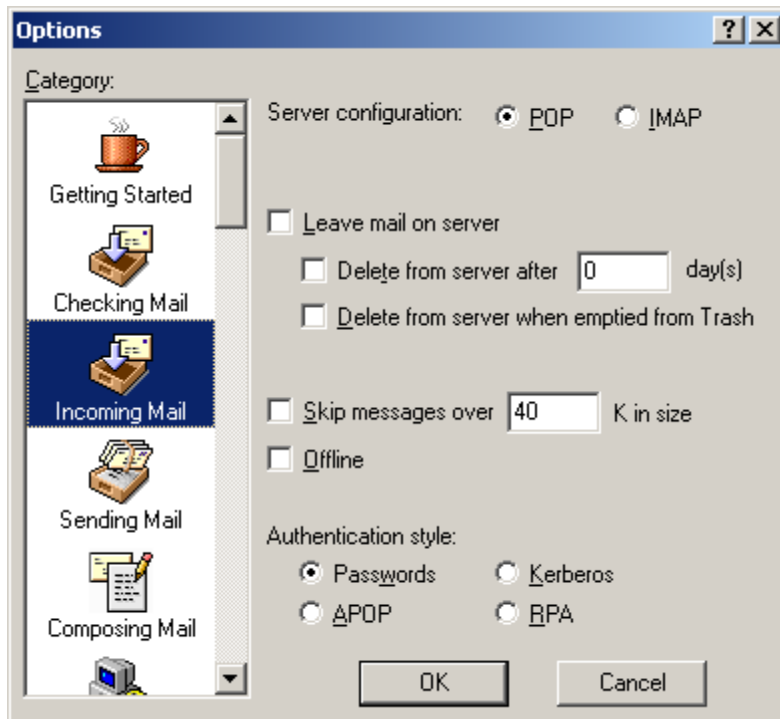 Options
Category:
Getting Started
Checking Mail
Incoming Mail
Sending Mail
Composing Mail
Server configuration: POP IMAP
Leave mail on server
Delete from server after 0 day(s)
Delete from server when emptied from Trash
Skip messages over 40 K in size
Offline
Authentication style:
Passwords Kerberos
APOP RPA
OK Cancel